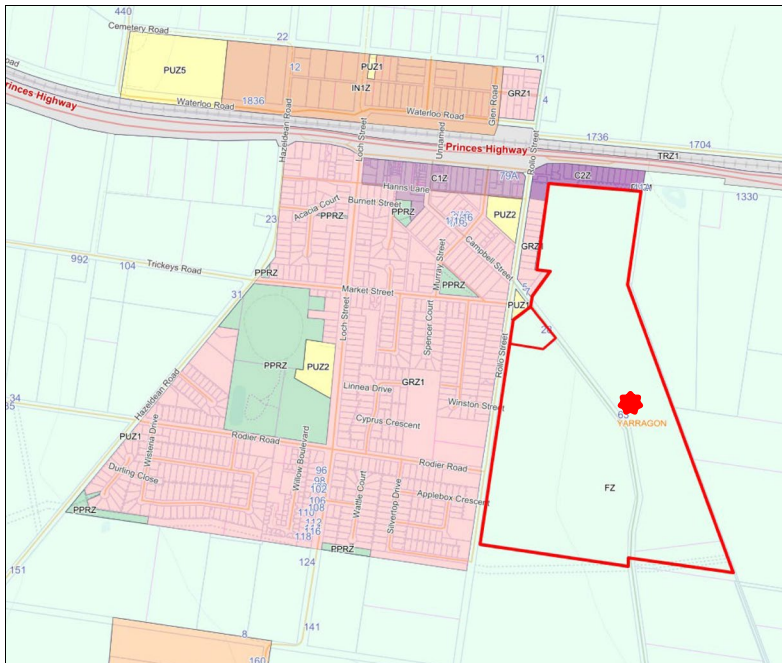 440
Cemetery Road
22
11
PUZ5
12
PUZ1
IN1Z
GRZ1
Princes Highway
Waterloo Road
1836
Waterloo Road
Glen Road
4
Hazeldean Road
Loch Street
Unnamed
Princes Highway
Rollo Street
1736
1704
TRZ1
79A
C1Z
C2Z
1330
Harris Lane
Burnett Street
Acacia Court
PPRZ
PPRZ
PUZ2
23
GRZ1
Campbell Street
Murray Street
992
104
Trickeys Road
PPRZ
PPRZ
31
Market Street
PUZ1
Loch Street
Spencer Court
Rollo Street
PPRZ
PUZ2
Linnea Drive
GRZ1
Winston Street
Hazeldean Road
YARRAGON
34
Cyprus Crescent
PUZ1
Wisteria Drive
Rodier Road
Willow Boulevard
Rodier Road
96
98
102
106
108
110
116
118
Durling Close
Wattle Court
Silvertop Drive
Applebox Crescent
FZ
PPRZ
PPRZ
124
151
8
141
160